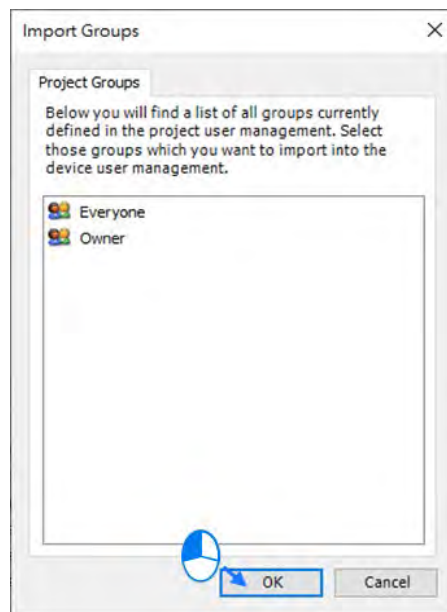 Import Groups
Project Groups
Below you will find a list of all groups currently
defined in the project user management. Select
those groups which you want to import into the
device user management.
Everyone
Owner
OK Cancel